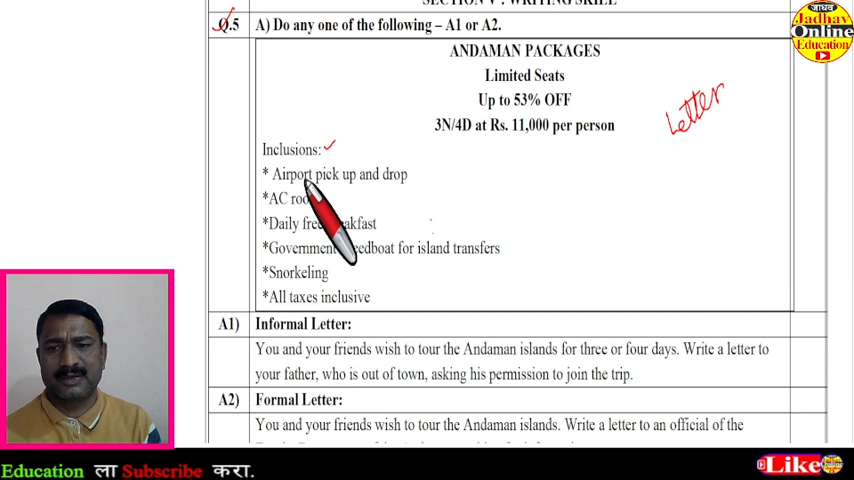 SECTION V : WRITING SKILL
Q.5 A) Do any one of the following – A1 or A2.
जाधव
Jadhav
Online
Education
ANDAMAN PACKAGES
Limited Seats
Up to 53% OFF
3N/4D at Rs. 11,000 per person
Letter
Inclusions:
* Airport pick up and drop
*AC
*Daily
*Government for island transfers
*Snorkeling
*All taxes inclusive
A1) Informal Letter:
You and your friends wish to tour the Andaman islands for three or four days. Write a letter to
your father, who is out of town, asking his permission to join the trip.
A2) Formal Letter:
You and your friends wish to tour the Andaman islands. Write a letter to an official of the
Education ला Subscribe करा.
Like